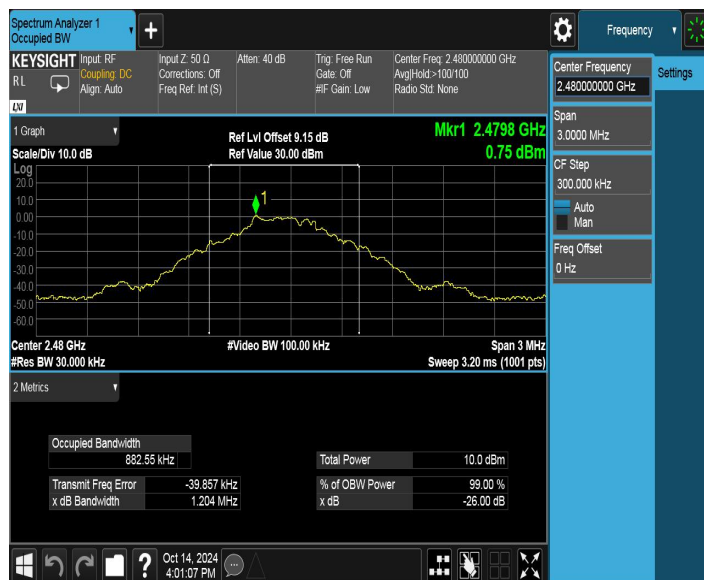 Spectrum Analyzer 1
Occupied BW
+
Frequency
KEYSIGHT
RL
LXI
Input: RF
Coupling: DC
Align: Auto
Input Z: 50 Ω
Corrections: Off
Freq Ref: Int (S)
Atten: 40 dB
Trig: Free Run
Gate: Off
#IF Gain: Low
Center Freq: 2.480000000 GHz
Avg|Hold:>100/100
Radio Std: None
Center Frequency
2.480000000 GHz
Settings
Span
3.0000 MHz
CF Step
300.000 kHz
Auto
Man
Freq Offset
0 Hz
1 Graph
Scale/Div 10.0 dB
Ref Lvl Offset 9.15 dB
Ref Value 30.00 dBm
Mkr1 2.4798 GHz
0.75 dBm
Log
20.0
10.0
0.00
-10.0
-20.0
-30.0
-40.0
-50.0
-60.0
1
Center 2.48 GHz
#Res BW 30.000 kHz
#Video BW 100.00 kHz
Span 3 MHz
Sweep 3.20 ms (1001 pts)
2 Metrics
Occupied Bandwidth
882.55 kHz
Total Power 10.0 dBm
Transmit Freq Error -39.857 kHz
% of OBW Power 99.00 %
x dB Bandwidth 1.204 MHz
x dB -26.00 dB
?
Oct 14, 2024
4:01:07 PM